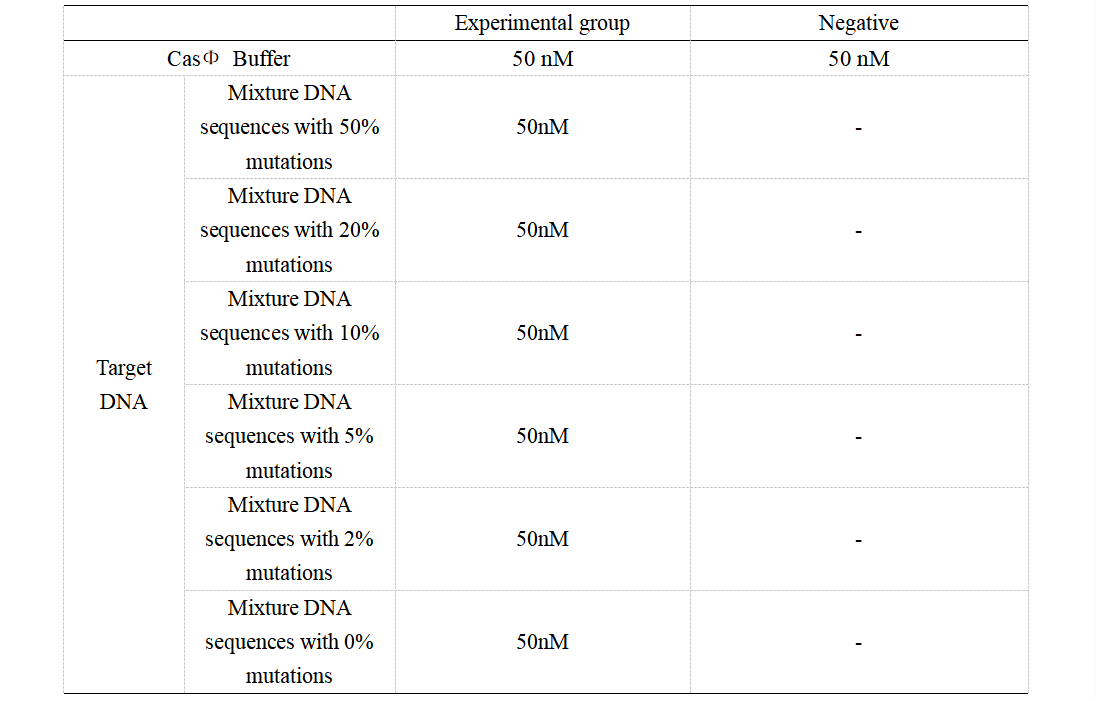 Experimental group Negative
CasΦ Buffer 50 nM 50 nM
Mixture DNA
sequences with 50% 50nM -
mutations
Mixture DNA
sequences with 20% 50nM -
mutations
Mixture DNA
sequences with 10% 50nM -
mutations
Target
DNA
Mixture DNA
sequences with 5% 50nM -
mutations
Mixture DNA
sequences with 2% 50nM -
mutations
Mixture DNA
sequences with 0% 50nM -
mutations